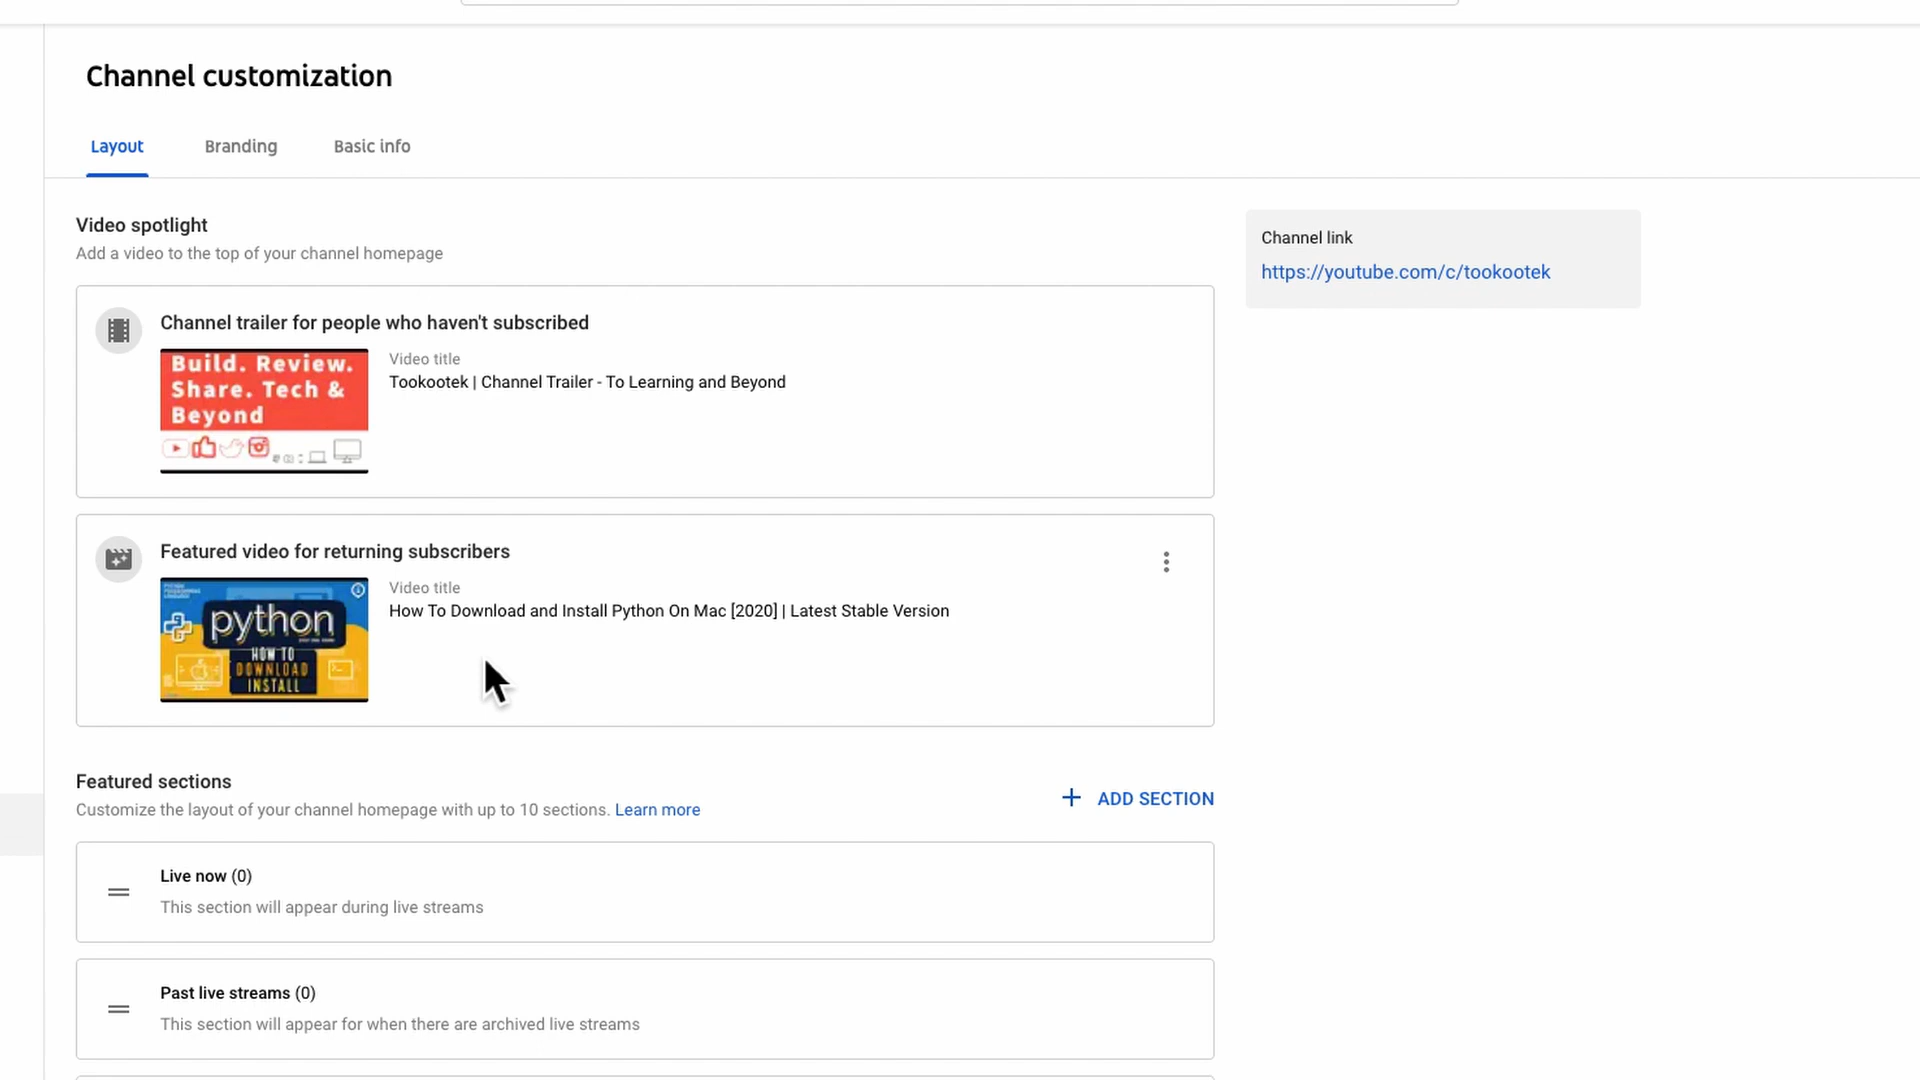 Channel customization
Layout
Branding
Basic info
Video spotlight
Add a video to the top of your channel homepage
Channel link
https://youtube.com/c/tookootek
Channel trailer for people who haven't subscribed
Build. Review.
Share. Tech &
Beyond
Video title
Tookootek | Channel Trailer - To Learning and Beyond
Featured video for returning subscribers
python
HOW TO
DOWNLOAD
INSTALL
Video title
How To Download and Install Python On Mac [2020] | Latest Stable Version
Featured sections
Customize the layout of your channel homepage with up to 10 sections. Learn more
ADD SECTION
Live now (0)
This section will appear during live streams
Past live streams (0)
This section will appear for when there are archived live streams